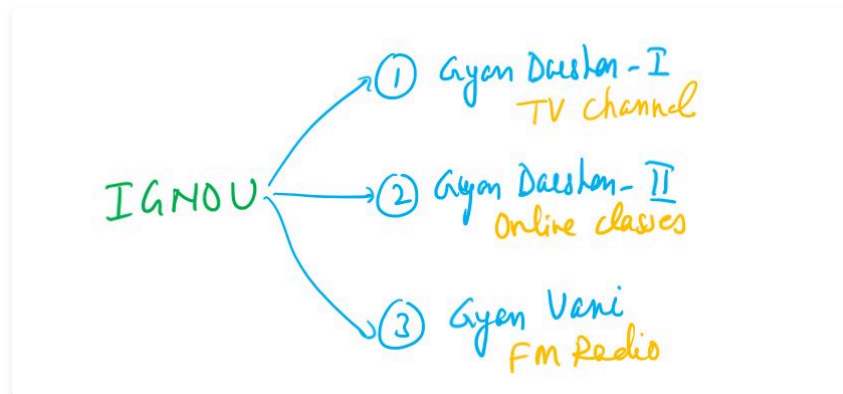 IGNOU
1 Gyan Darshan - I
TV channel
2 Gyan Darshan - II
Online classes
3 Gyan Vani
FM Radio